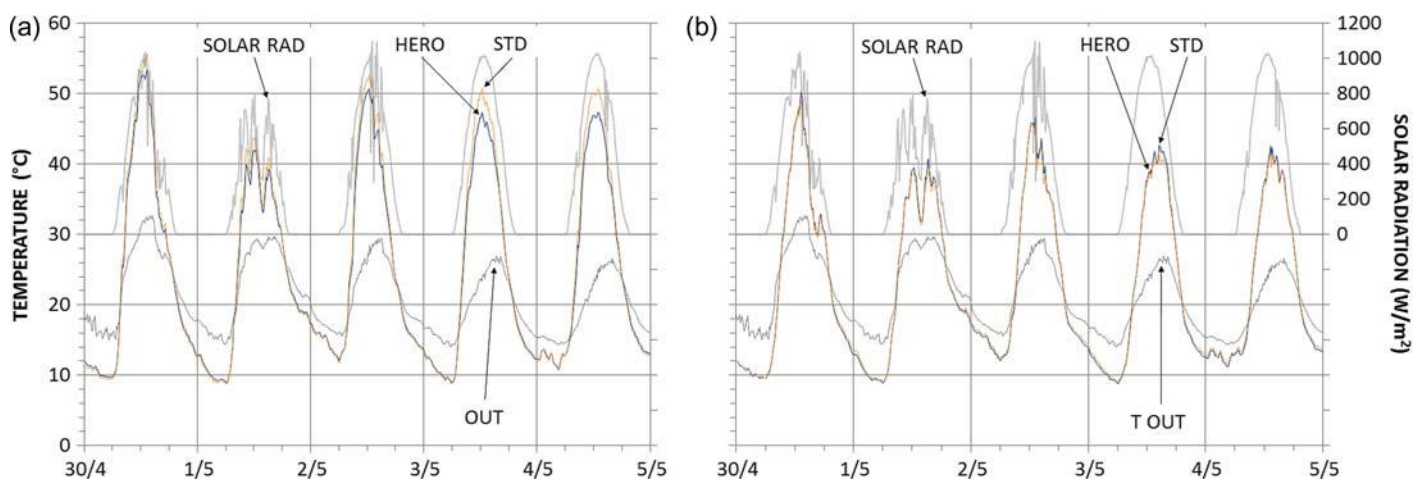 (a)
TEMPERATURE (°C)
60
50
40
30
20
10
0
SOLAR RAD
HERO
STD
OUT
30/4 1/5 2/5 3/5 4/5 5/5
(b)
SOLAR RAD
HERO
STD
T OUT
30/4 1/5 2/5 3/5 4/5 5/5
1200
1000
800
600
400
200
0
SOLAR RADIATION (W/m²)